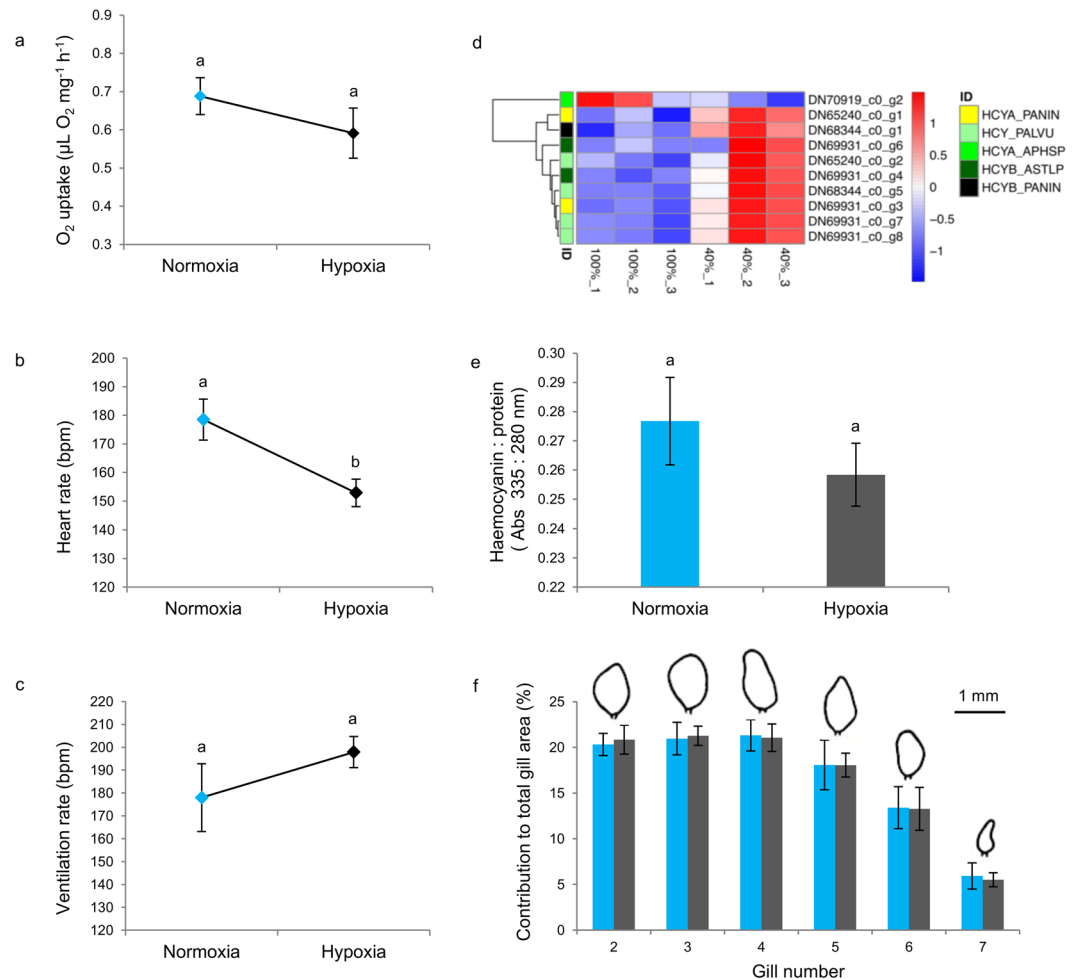 a
O₂ uptake (µL O₂ mg⁻¹ h⁻¹)
0.9
0.8
0.7
0.6
0.5
0.4
0.3
a
a
Normoxia
Hypoxia
b
Heart rate (bpm)
200
190
180
170
160
150
140
130
120
a
b
Normoxia
Hypoxia
c
Ventilation rate (bpm)
220
210
200
190
180
170
160
150
140
130
120
a
a
Normoxia
Hypoxia
d
DN70919_c0_g2
DN65240_c0_g1
DN68344_c0_g1
DN69931_c0_g6
DN65240_c0_g2
DN69931_c0_g4
DN68344_c0_g5
DN69931_c0_g3
DN69931_c0_g7
DN69931_c0_g8
ID
100%_1
100%_2
100%_3
40%_1
40%_2
40%_3
1
0.5
0
−0.5
−1
ID
HCYA_PANIN
HCY_PALVU
HCYA_APHSP
HCYB_ASTLP
HCYB_PANIN
e
Haemocyanin : protein
( Abs 335 : 280 nm)
0.30
0.29
0.28
0.27
0.26
0.25
0.24
0.23
0.22
a
a
Normoxia
Hypoxia
f
Contribution to total gill area (%)
25
20
15
10
5
0
1 mm
2
3
4
5
6
7
Gill number